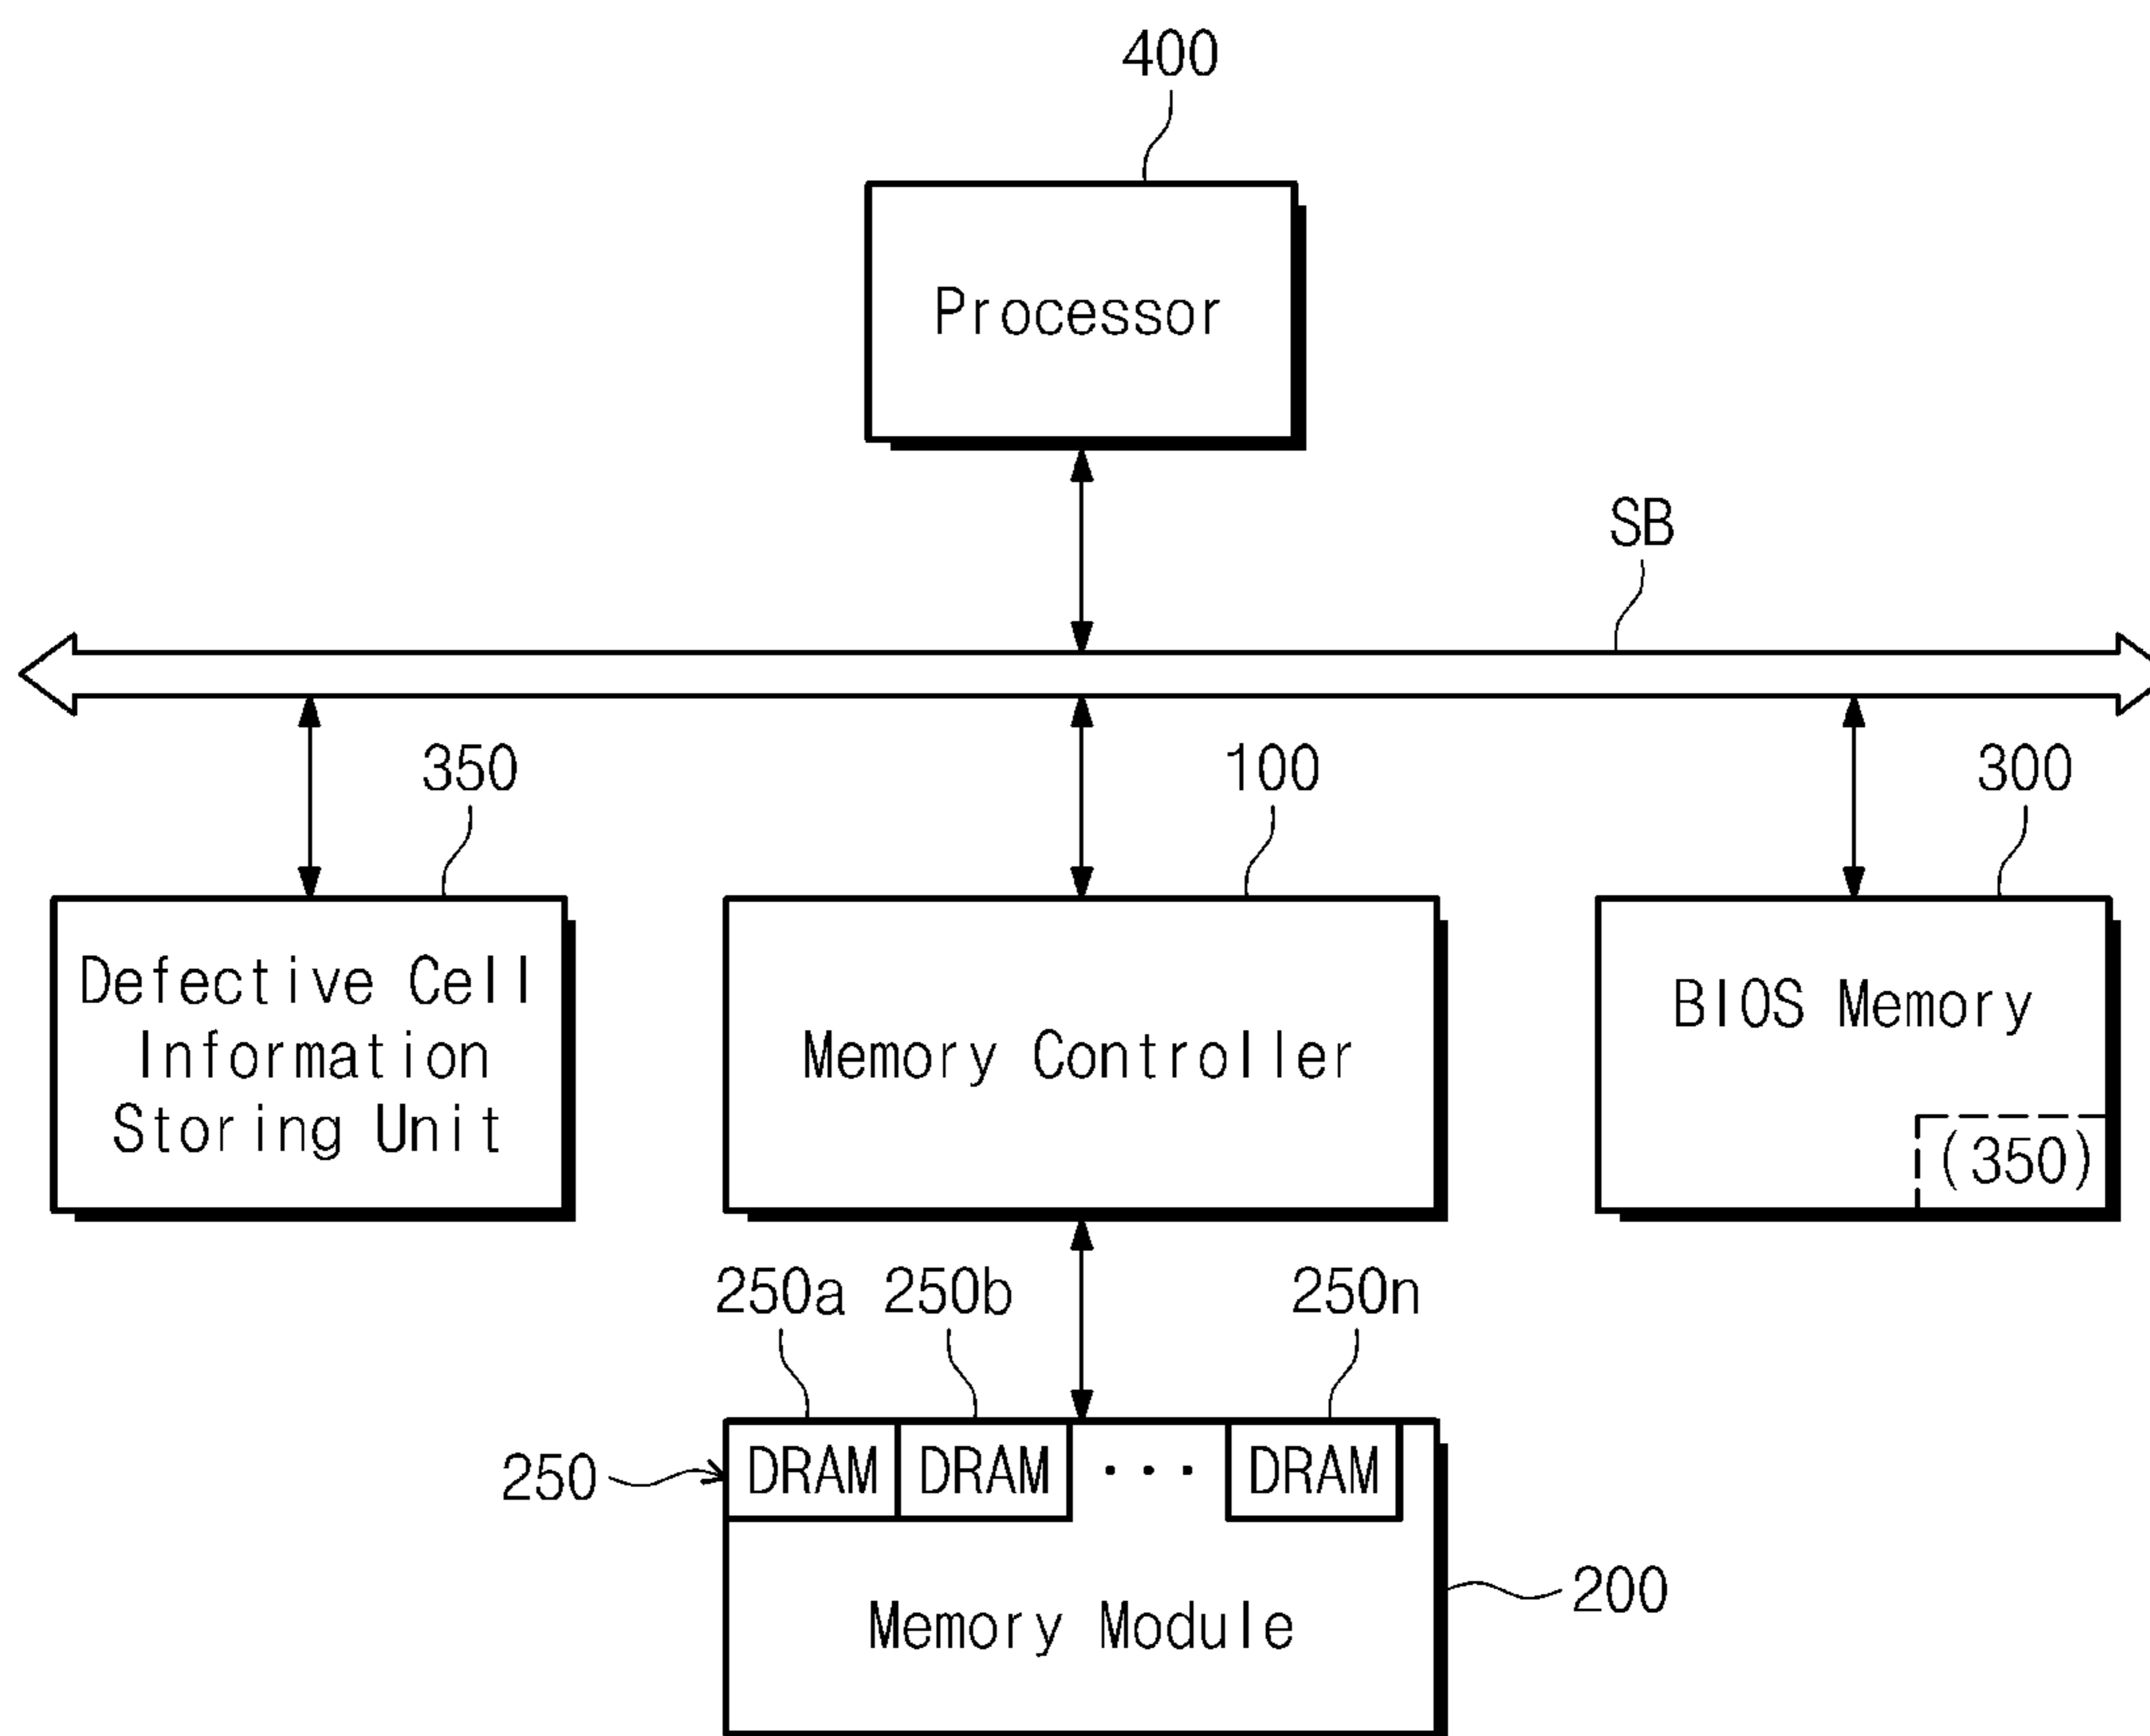 400
Processor
SB
350
100
300
Defective Cell
Information
Storing Unit
Memory Controller
BIOS Memory
(350)
250a 250b 250n
250
DRAM DRAM ··· DRAM
200
Memory Module